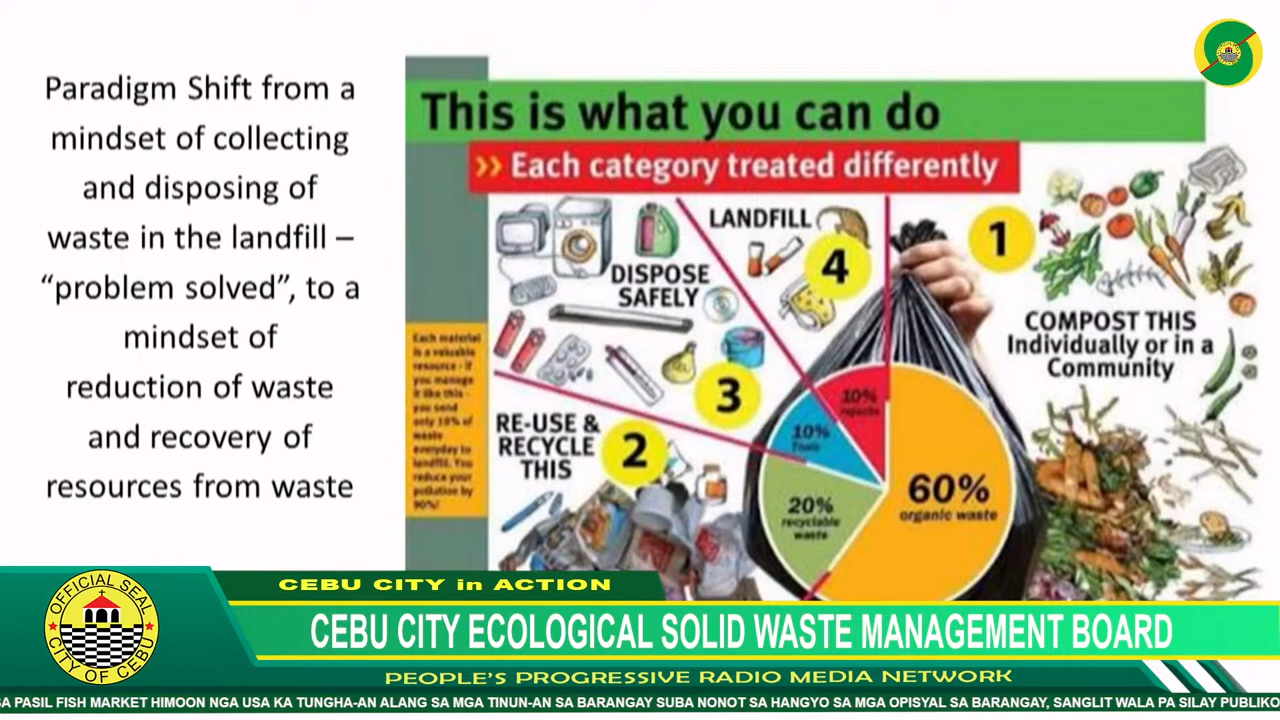 Paradigm Shift from a
mindset of collecting
and disposing of
waste in the landfill –
“problem solved”, to a
mindset of
reduction of waste
and recovery of
resources from waste
This is what you can do
>> Each category treated differently
LANDFILL
4
1
DISPOSE
SAFELY
3
COMPOST THIS
Individually or in a
Community
RE-USE &
RECYCLE
THIS
2
Each material
is a valuable
resource - if
you manage
it like this -
you send
only 10% of
waste
everyday to
landfill. You
reduce your
pollution by
90%!
10%
rejects
10%
20%
recyclable
waste
60%
organic waste
OFFICIAL SEAL
CITY OF CEBU
CEBU CITY in ACTION
CEBU CITY ECOLOGICAL SOLID WASTE MANAGEMENT BOARD
PEOPLE'S PROGRESSIVE RADIO MEDIA NETWORK
SA PASIL FISH MARKET HIMOON NGA USA KA TUNGHA-AN ALANG SA MGA TINUN-AN SA BARANGAY SUBA NONOT SA HANGYO SA MGA OPISYAL SA BARANGAY, SANGLIT WALA PA SILAY PUBLIKO